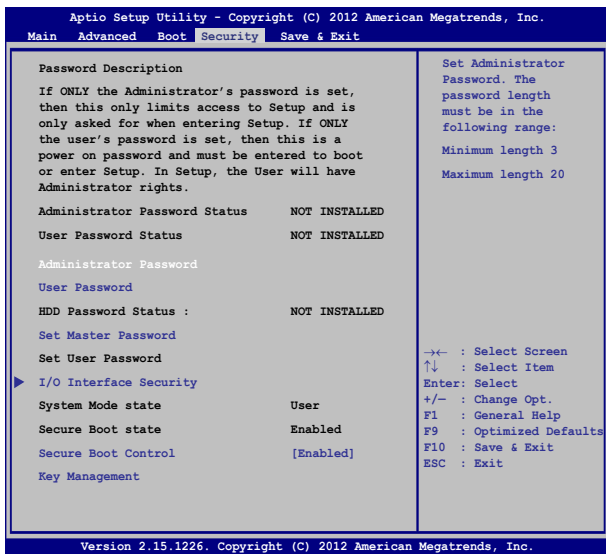 Aptio Setup Utility - Copyright (C) 2012 American Megatrends, Inc.
Main Advanced Boot Security Save & Exit
Password Description
If ONLY the Administrator's password is set,
then this only limits access to Setup and is
only asked for when entering Setup. If ONLY
the user's password is set, then this is a
power on password and must be entered to boot
or enter Setup. In Setup, the User will have
Administrator rights.
Administrator Password Status NOT INSTALLED
User Password Status NOT INSTALLED
Administrator Password
User Password
HDD Password Status : NOT INSTALLED
Set Master Password
Set User Password
I/O Interface Security
System Mode state User
Secure Boot state Enabled
Secure Boot Control [Enabled]
Key Management
Set Administrator
Password. The
password length
must be in the
following range:
Minimum length 3
Maximum length 20
→← : Select Screen
↑↓ : Select Item
Enter: Select
+/— : Change Opt.
F1 : General Help
F9 : Optimized Defaults
F10 : Save & Exit
ESC : Exit
Version 2.15.1226. Copyright (C) 2012 American Megatrends, Inc.